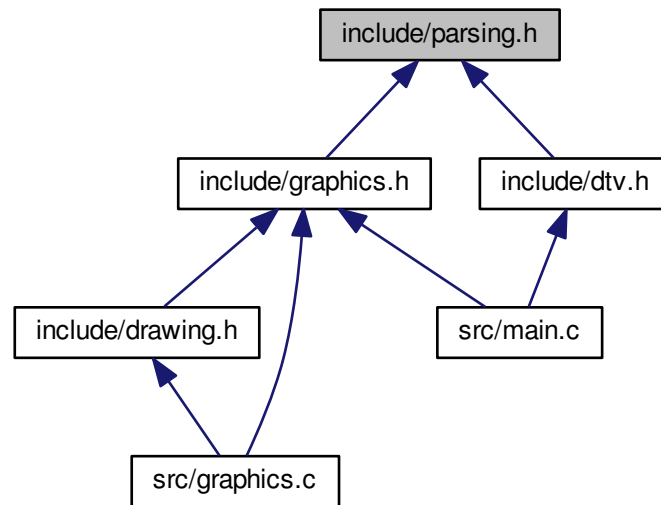 include/parsing.h
include/graphics.h
include/dtv.h
include/drawing.h
src/main.c
src/graphics.c